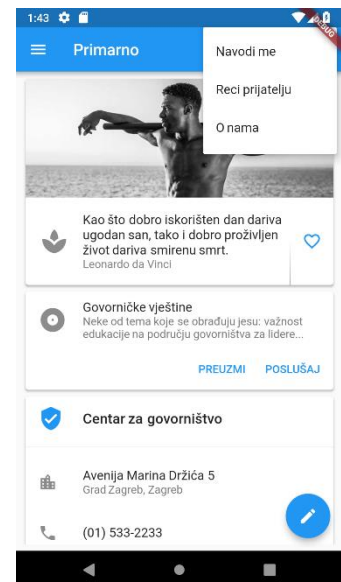 1:43
DEBUG
Primarno
Navodi me
Reci prijatelju
O nama
Kao što dobro iskorišten dan dariva
ugodan san, tako i dobro proživljen
život dariva smirenu smrt.
Leonardo da Vinci
Govorničke vještine
Neke od tema koje se obrađuju jesu: važnost
edukacije na području govorništva za lidere...
PREUZMI POSLUŠAJ
Centar za govorništvo
Avenija Marina Držića 5
Grad Zagreb, Zagreb
(01) 533-2233